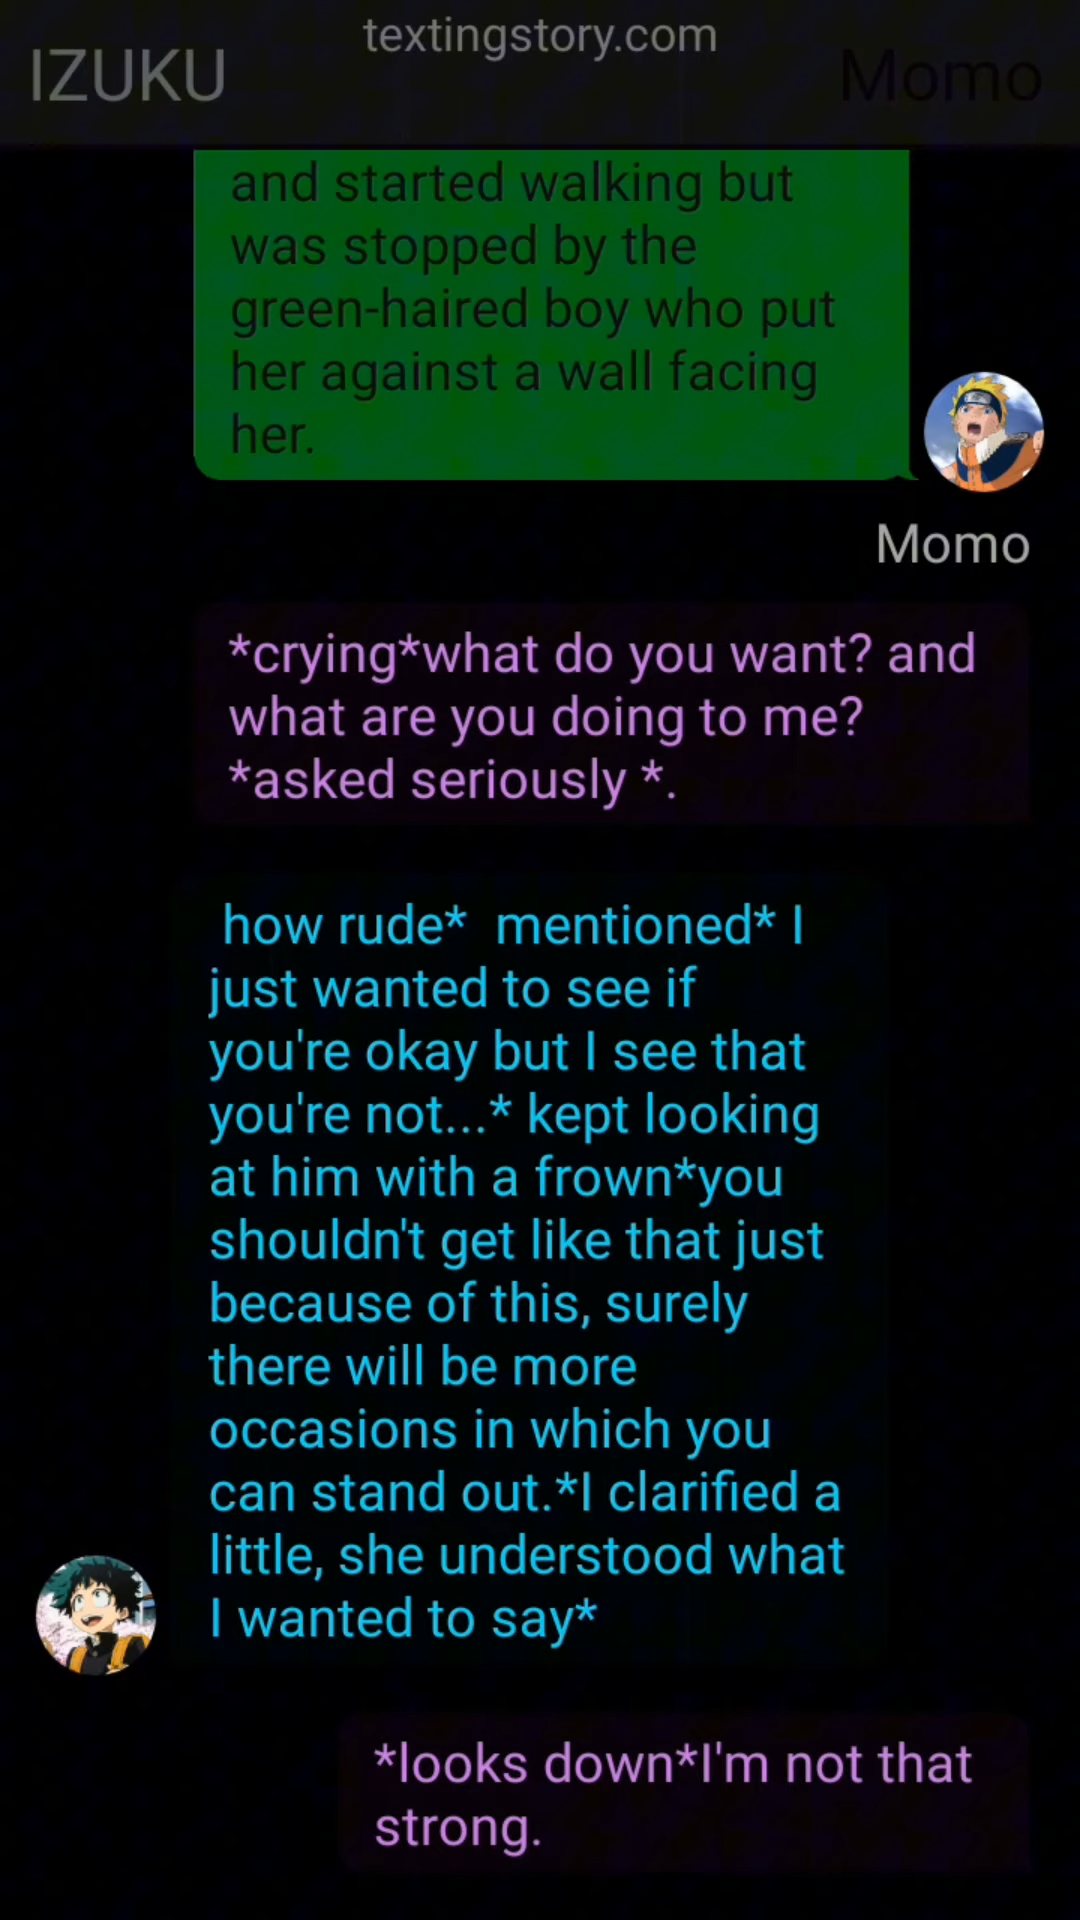 textingstory.com
IZUKU
Momo
and started walking but
was stopped by the
green-haired boy who put
her against a wall facing
her.
Momo
*crying*what do you want? and
what are you doing to me?
*asked seriously *.
how rude*  mentioned* I
just wanted to see if
you're okay but I see that
you're not...* kept looking
at him with a frown*you
shouldn't get like that just
because of this, surely
there will be more
occasions in which you
can stand out.*I clarified a
little, she understood what
I wanted to say*
*looks down*I'm not that
strong.